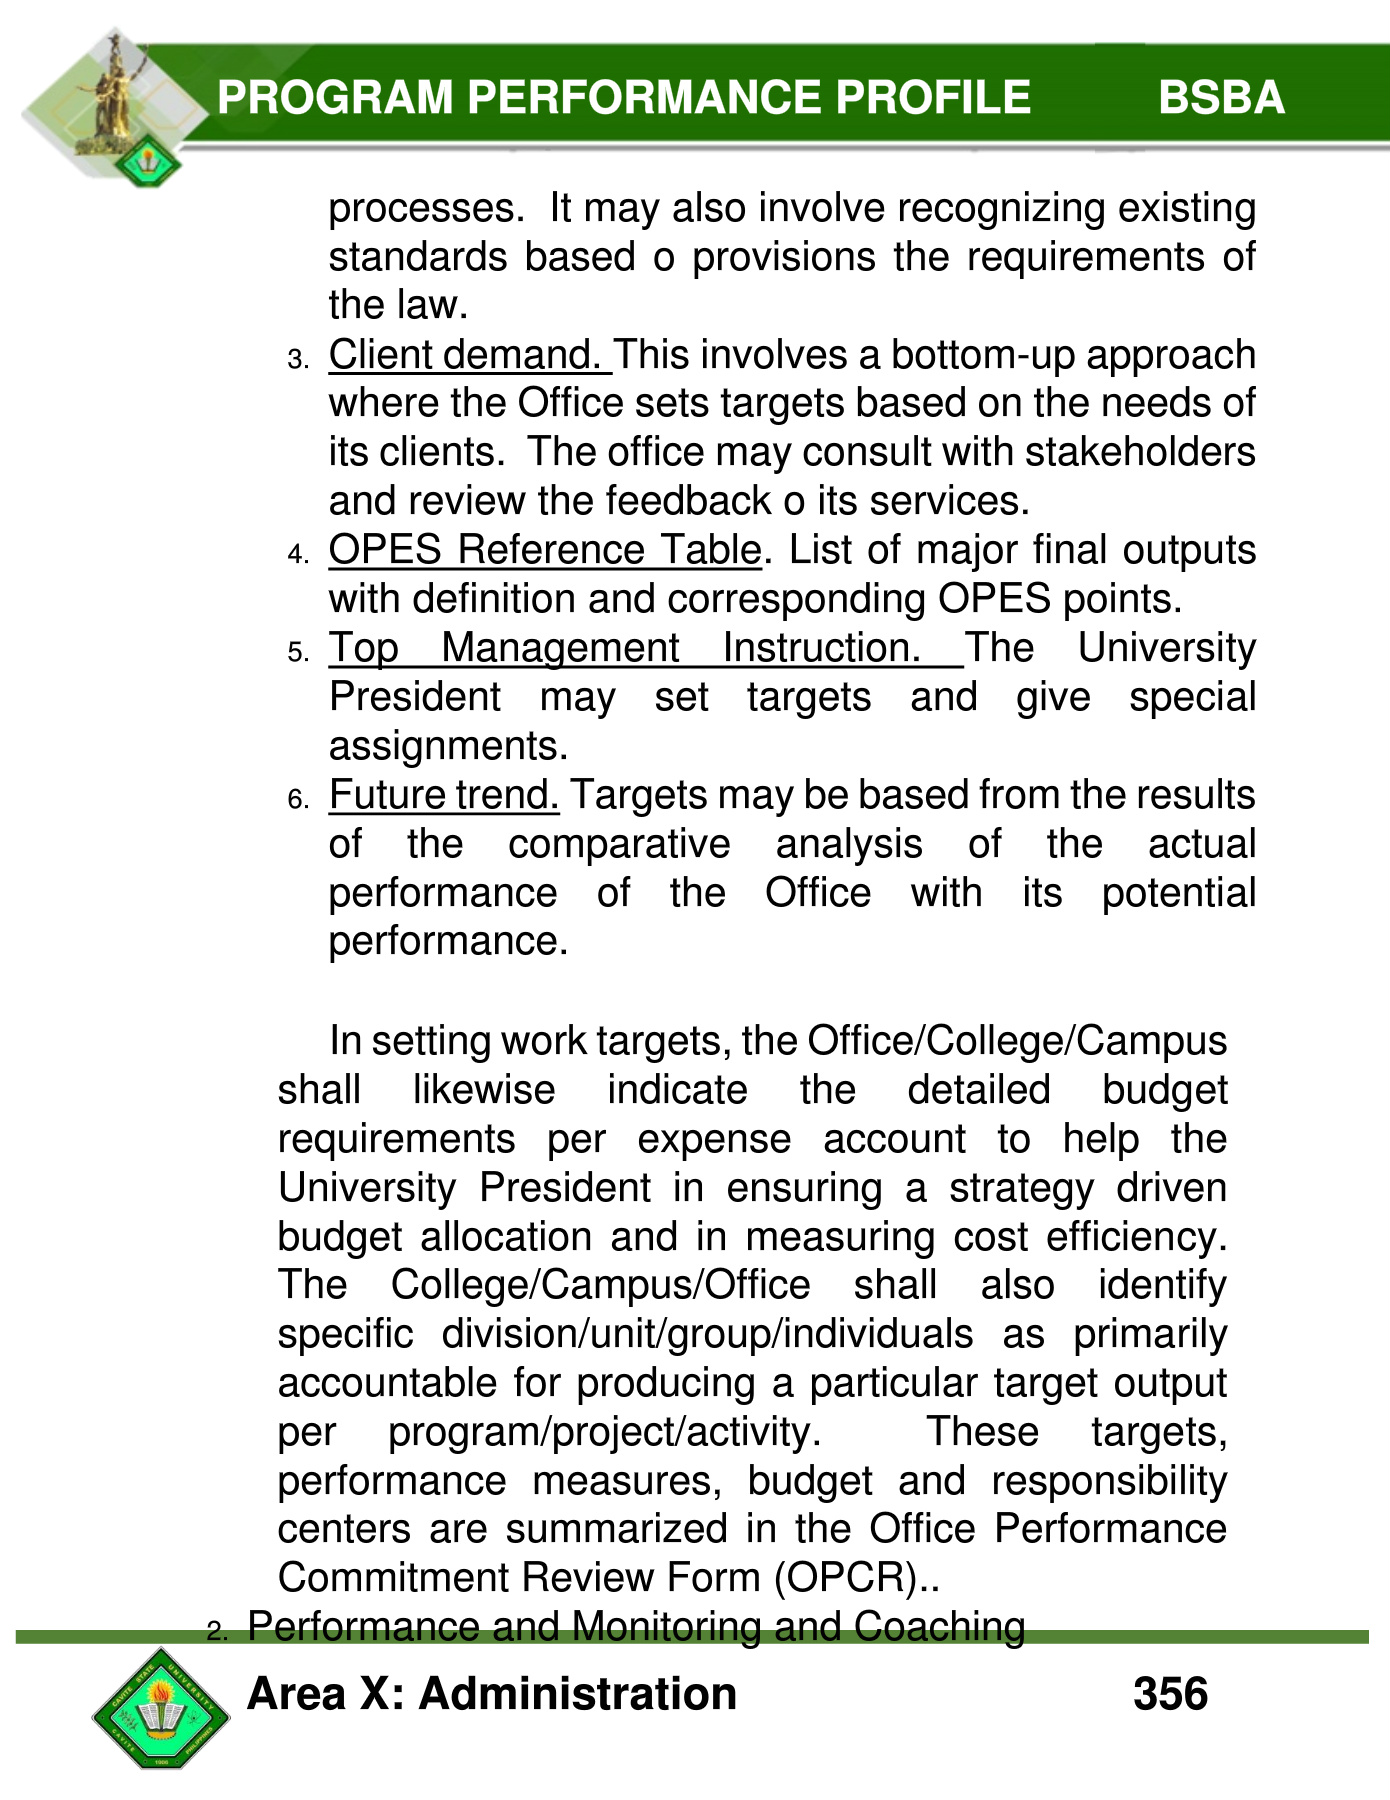 PROGRAM PERFORMANCE PROFILE BSBA
processes. It may also involve recognizing existing
standards based o provisions the requirements of
the law.
3. Client demand. This involves a bottom-up approach
where the Office sets targets based on the needs of
its clients. The office may consult with stakeholders
and review the feedback o its services.
4. OPES Reference Table. List of major final outputs
with definition and corresponding OPES points.
5. Top Management Instruction. The University
President may set targets and give special
assignments.
6. Future trend. Targets may be based from the results
of the comparative analysis of the actual
performance of the Office with its potential
performance.
In setting work targets, the Office/College/Campus
shall likewise indicate the detailed budget
requirements per expense account to help the
University President in ensuring a strategy driven
budget allocation and in measuring cost efficiency.
The College/Campus/Office shall also identify
specific division/unit/group/individuals as primarily
accountable for producing a particular target output
per program/project/activity. These targets,
performance measures, budget and responsibility
centers are summarized in the Office Performance
Commitment Review Form (OPCR)..
2. Performance and Monitoring and Coaching
CAVITE STATE UNIVERSITY
CAVITE PHILIPPINES
1906
Area X: Administration 356